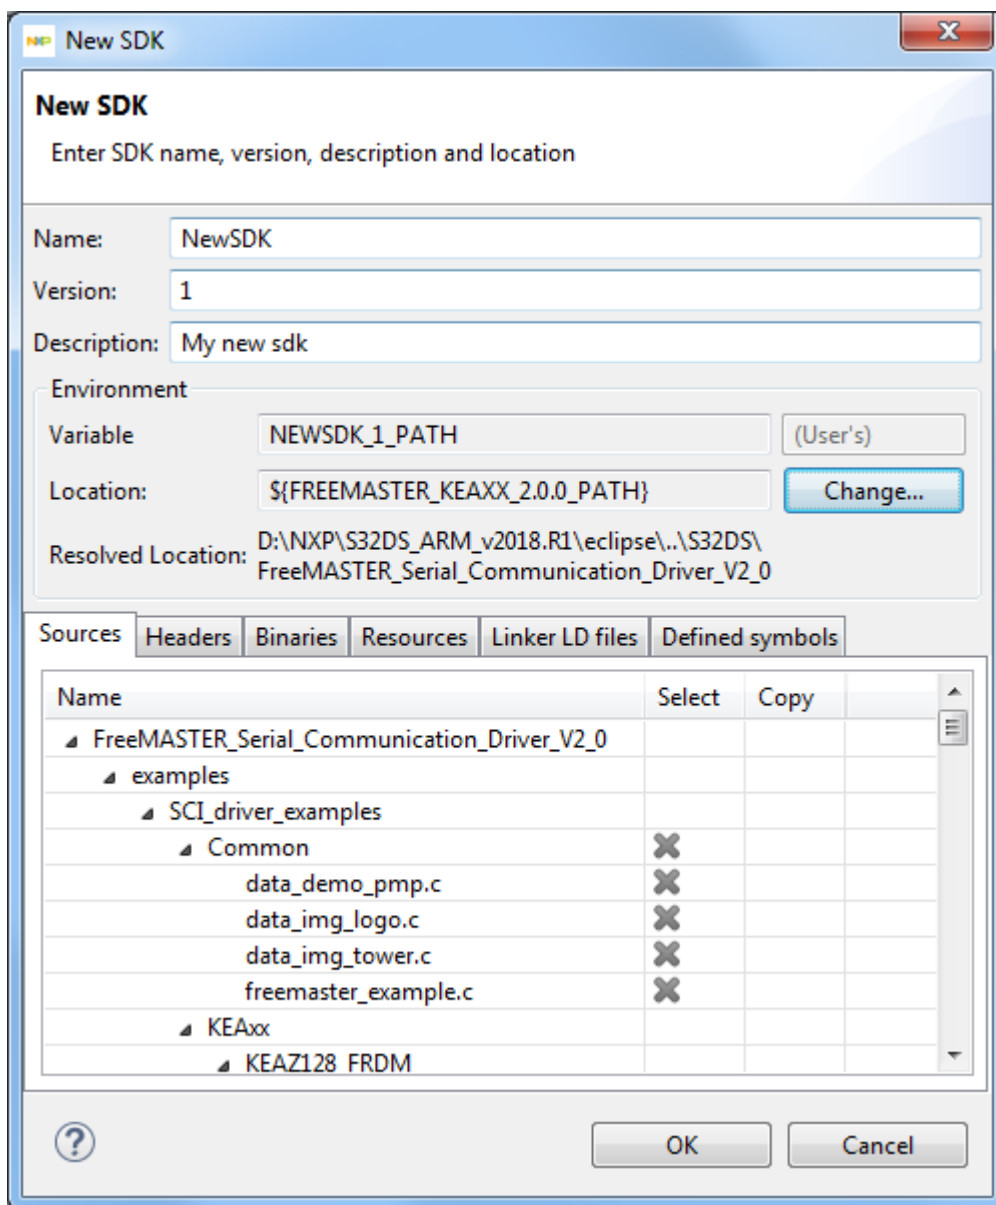 NXP New SDK
New SDK
Enter SDK name, version, description and location
Name: NewSDK
Version: 1
Description: My new sdk
Environment
Variable NEWSDK_1_PATH (User's)
Location: ${FREEMASTER_KEAXX_2.0.0_PATH} Change...
Resolved Location: D:\NXP\S32DS_ARM_v2018.R1\eclipse\..\S32DS\
FreeMASTER_Serial_Communication_Driver_V2_0
Sources Headers Binaries Resources Linker LD files Defined symbols
Name Select Copy
FreeMASTER_Serial_Communication_Driver_V2_0
examples
SCI_driver_examples
Common
data_demo_pmp.c
data_img_logo.c
data_img_tower.c
freemaster_example.c
KEAxx
KEAZ128_FRDM
? OK Cancel